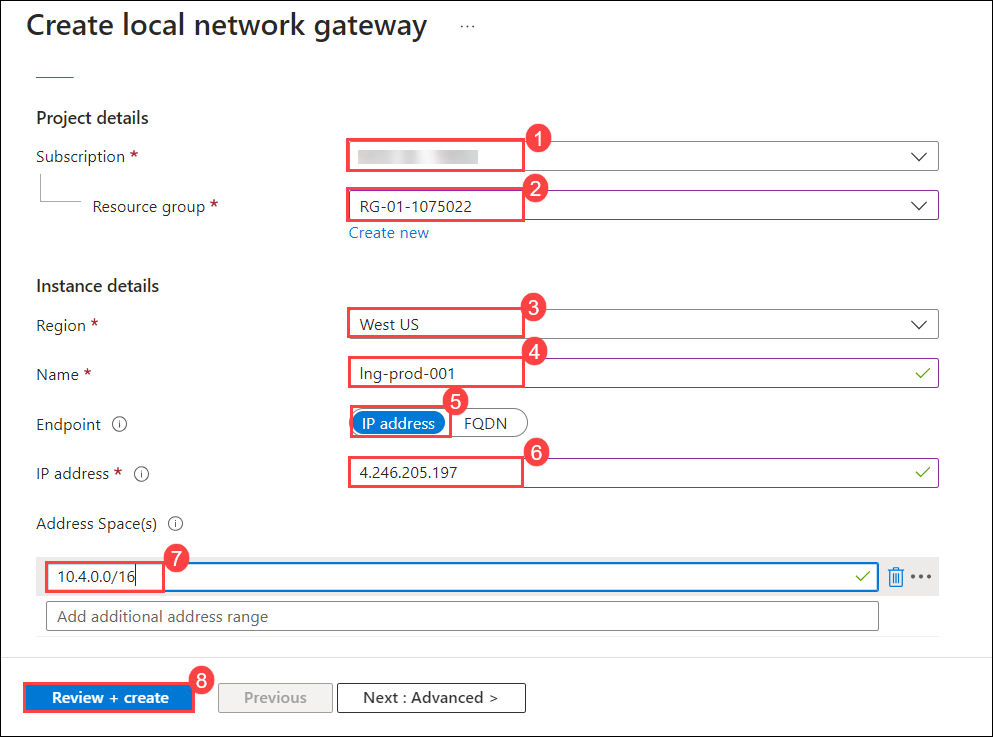 Create local network gateway ...
Project details
1
Subscription *
2
Resource group * RG-01-1075022
Create new
Instance details
3
Region * West US
4
Name * lng-prod-001
5
Endpoint IP address FQDN
6
IP address * 4.246.205.197
Address Space(s)
7
10.4.0.0/16
Add additional address range
8
Review + create Previous Next : Advanced >